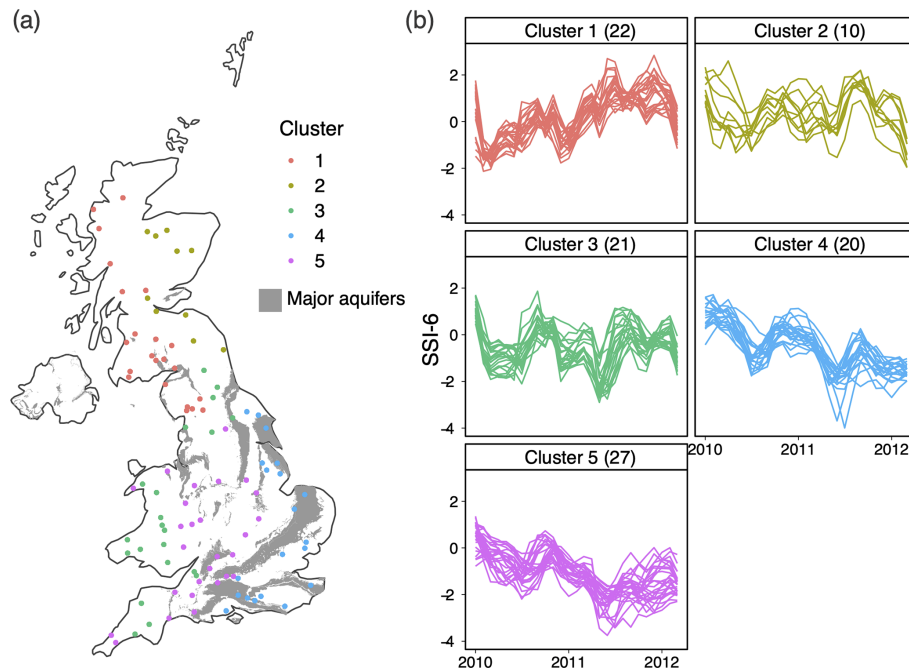 (a)
Cluster
1
2
3
4
5
Major aquifers
(b)
SSI-6
Cluster 1 (22)
2
0
-2
-4
Cluster 2 (10)
Cluster 3 (21)
2
0
-2
-4
Cluster 4 (20)
2010
2011
2012
Cluster 5 (27)
2
0
-2
-4
2010
2011
2012